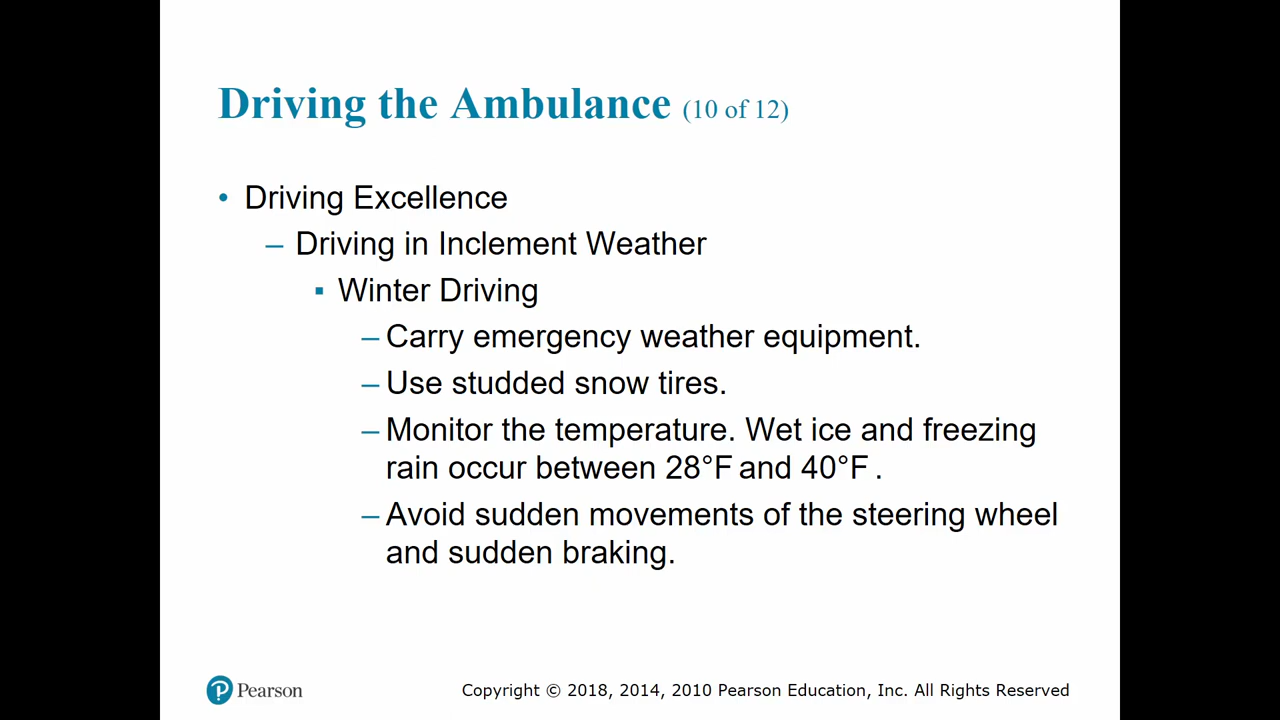 Driving the Ambulance (10 of 12)
• Driving Excellence
– Driving in Inclement Weather
▪ Winter Driving
– Carry emergency weather equipment.
– Use studded snow tires.
– Monitor the temperature. Wet ice and freezing
rain occur between 28°F and 40°F .
– Avoid sudden movements of the steering wheel
and sudden braking.
Pearson
Copyright © 2018, 2014, 2010 Pearson Education, Inc. All Rights Reserved